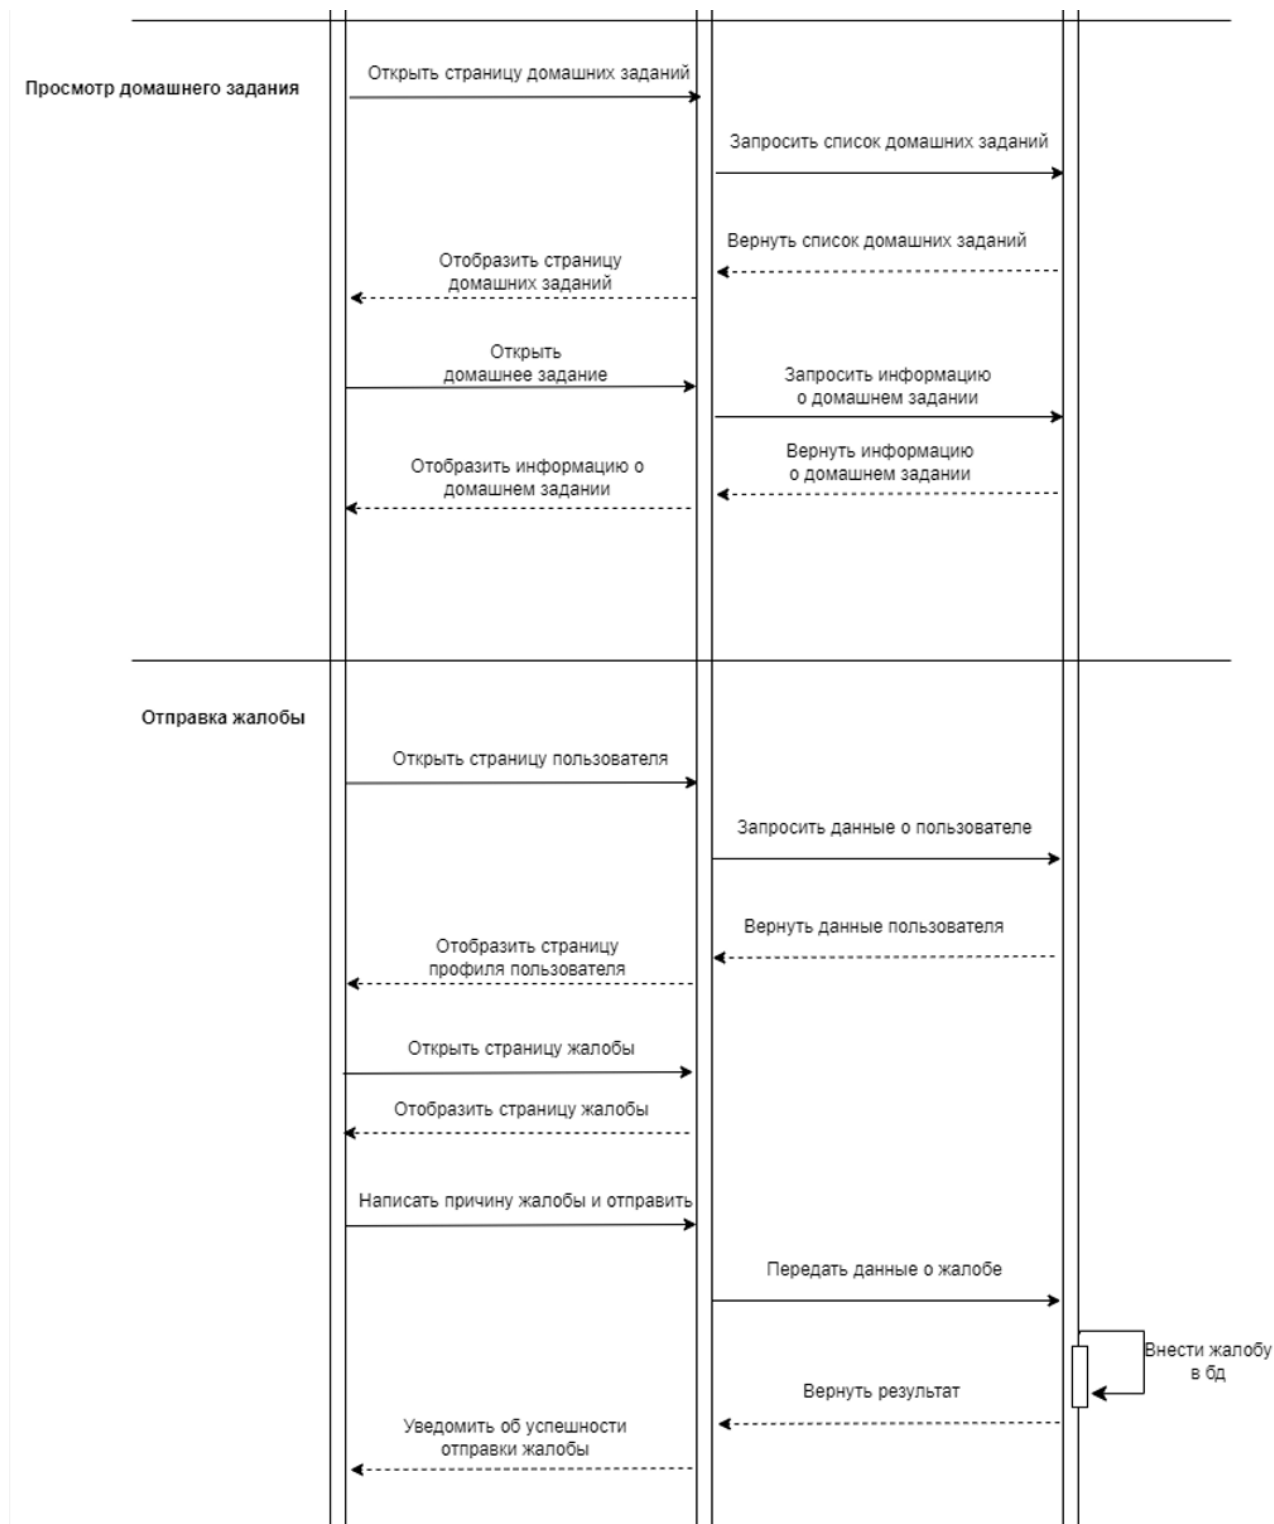 Просмотр домашнего задания
Открыть страницу домашних заданий
Запросить список домашних заданий
Вернуть список домашних заданий
Отобразить страницу
домашних заданий
Открыть
домашнее задание
Запросить информацию
о домашнем задании
Вернуть информацию
о домашнем задании
Отобразить информацию о
домашнем задании
Отправка жалобы
Открыть страницу пользователя
Запросить данные о пользователе
Вернуть данные пользователя
Отобразить страницу
профиля пользователя
Открыть страницу жалобы
Отобразить страницу жалобы
Написать причину жалобы и отправить
Передать данные о жалобе
Внести жалобу
в бд
Вернуть результат
Уведомить об успешности
отправки жалобы